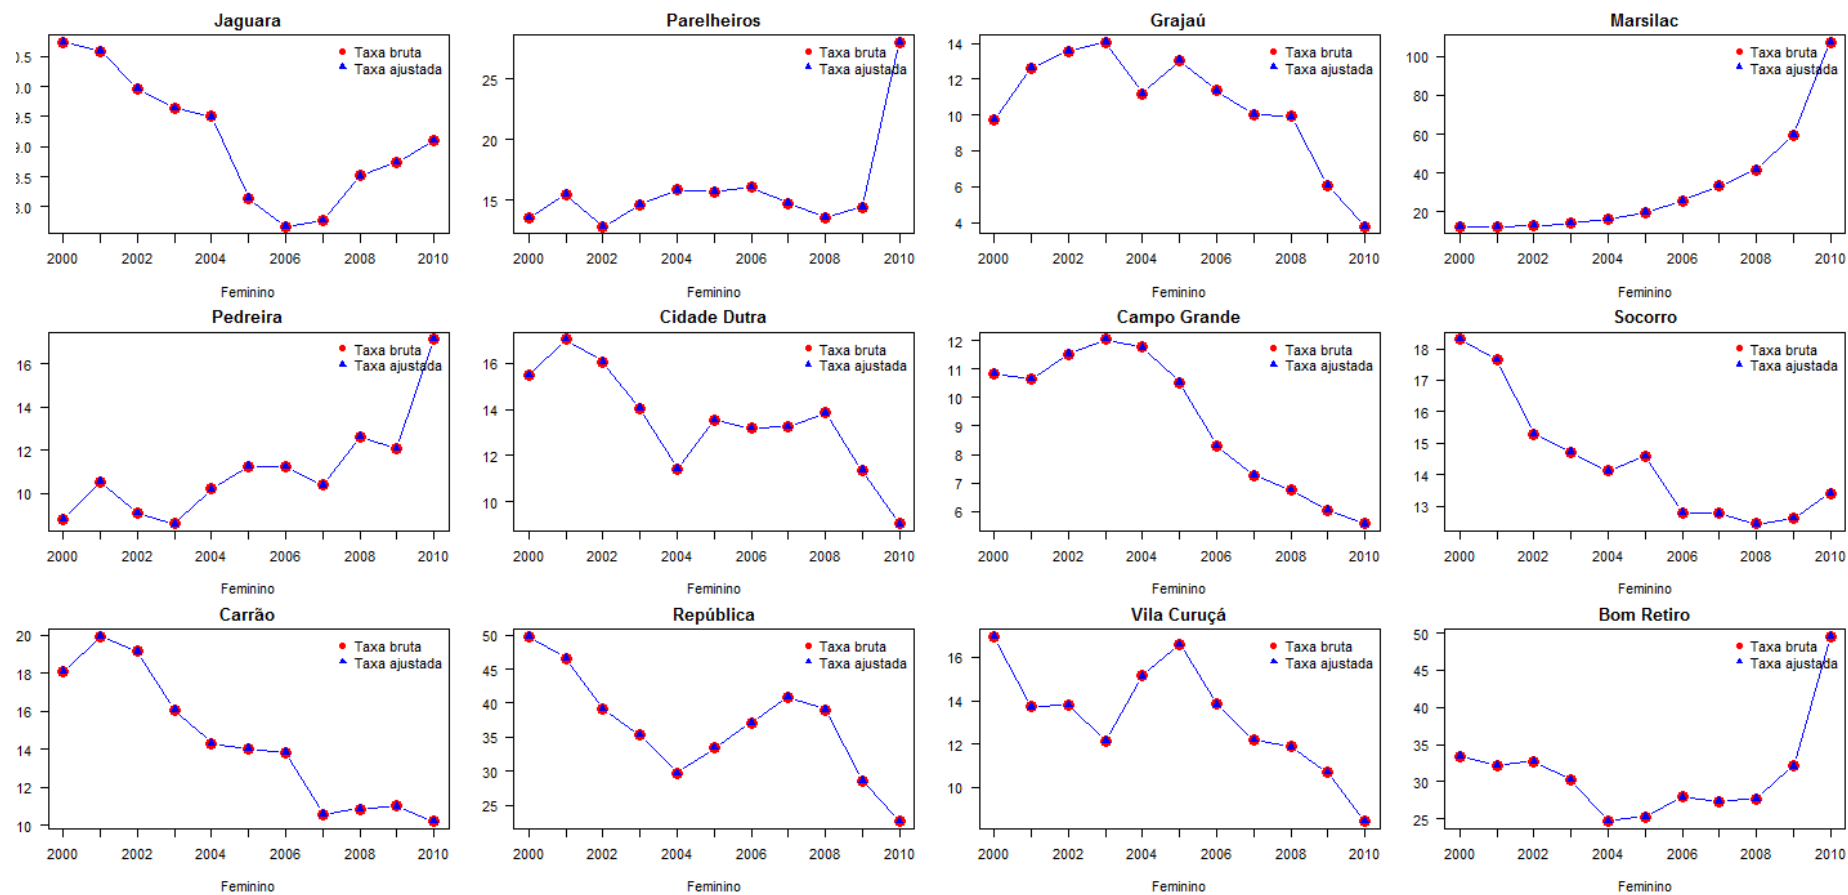 Jaguara
Taxa bruta
Taxa ajustada
0.5
0.0
9.5
9.0
8.5
8.0
2000 2002 2004 2006 2008 2010
Feminino
Parelheiros
Taxa bruta
Taxa ajustada
25
20
15
2000 2002 2004 2006 2008 2010
Feminino
Grajaú
Taxa bruta
Taxa ajustada
14
12
10
8
6
4
2000 2002 2004 2006 2008 2010
Feminino
Marsilac
Taxa bruta
Taxa ajustada
100
80
60
40
20
2000 2002 2004 2006 2008 2010
Feminino
Pedreira
Taxa bruta
Taxa ajustada
16
14
12
10
2000 2002 2004 2006 2008 2010
Feminino
Cidade Dutra
Taxa bruta
Taxa ajustada
16
14
12
10
2000 2002 2004 2006 2008 2010
Feminino
Campo Grande
Taxa bruta
Taxa ajustada
12
11
10
9
8
7
6
2000 2002 2004 2006 2008 2010
Feminino
Socorro
Taxa bruta
Taxa ajustada
18
17
16
15
14
13
2000 2002 2004 2006 2008 2010
Feminino
Carrão
Taxa bruta
Taxa ajustada
20
18
16
14
12
10
2000 2002 2004 2006 2008 2010
Feminino
República
Taxa bruta
Taxa ajustada
50
45
40
35
30
25
2000 2002 2004 2006 2008 2010
Feminino
Vila Curuçá
Taxa bruta
Taxa ajustada
16
14
12
10
2000 2002 2004 2006 2008 2010
Feminino
Bom Retiro
Taxa bruta
Taxa ajustada
50
45
40
35
30
25
2000 2002 2004 2006 2008 2010
Feminino